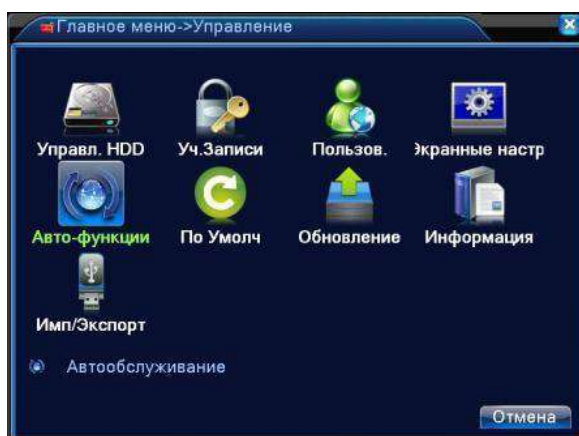 Главное меню->Управление
Управл. HDD Уч.Записи Пользов. Экранные настр
Авто-функции По Умолч Обновление Информация
Имп/Экспорт
Автообслуживание
Отмена